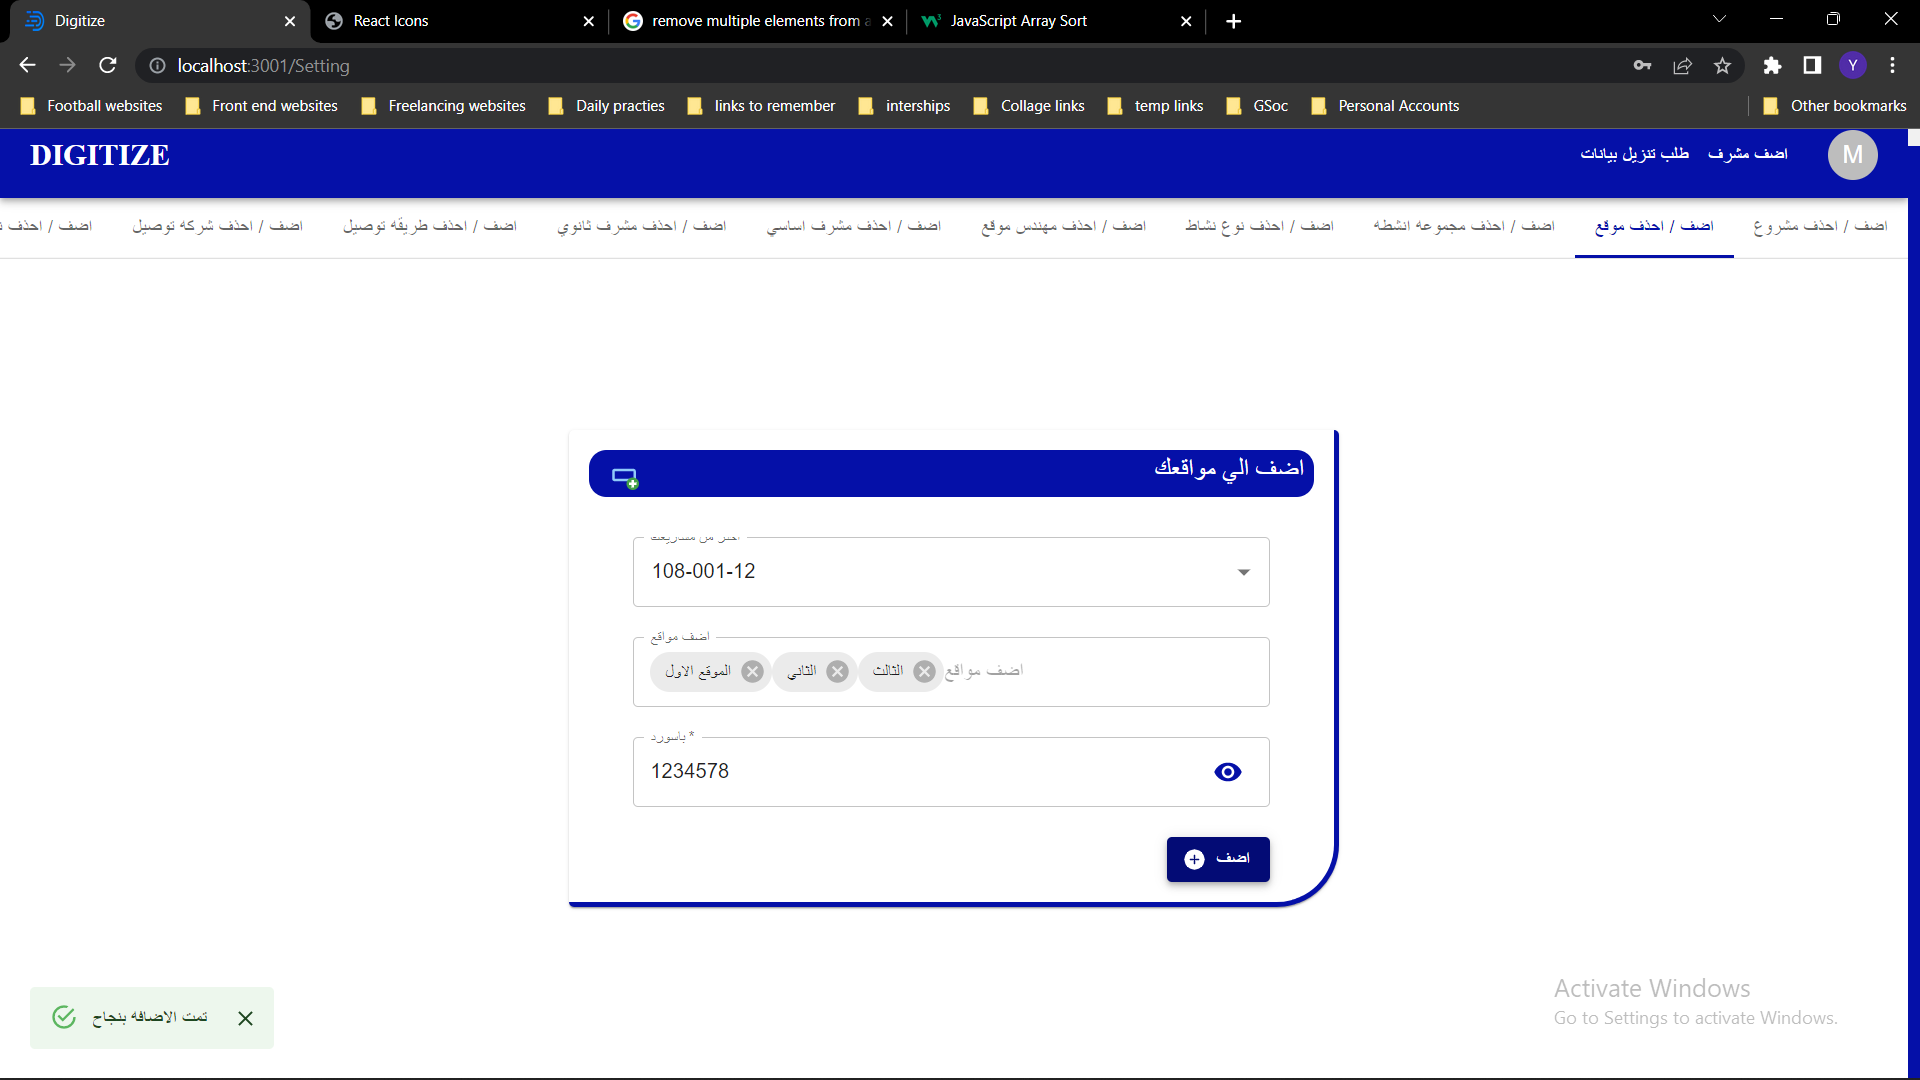 Digitize
React Icons
remove multiple elements from a
JavaScript Array Sort
localhost:3001/Setting
Y
Football websites
Front end websites
Freelancing websites
Daily practies
links to remember
interships
Collage links
temp links
GSoc
Personal Accounts
Other bookmarks
DIGITIZE
M
اضف مشرف
طلب تنزيل بيانات
اضف / احذف مشروع
اضف / احذف موقع
اضف / احذف مجموعه انشطه
اضف / احذف نوع نشاط
اضف / احذف مهندس موقع
اضف / احذف مشرف اساسي
اضف / احذف مشرف ثانوي
اضف / احذف طريقه توصيل
اضف / احذف شركه توصيل
اضف / احذف
اضف الي مواقعك
اختر من مشاريعك
108-001-12
اضف مواقع
الموقع الاول
الثاني
الثالث
اضف مواقع
باسورد *
1234578
اضف
تمت الاضافه بنجاح
Activate Windows
Go to Settings to activate Windows.